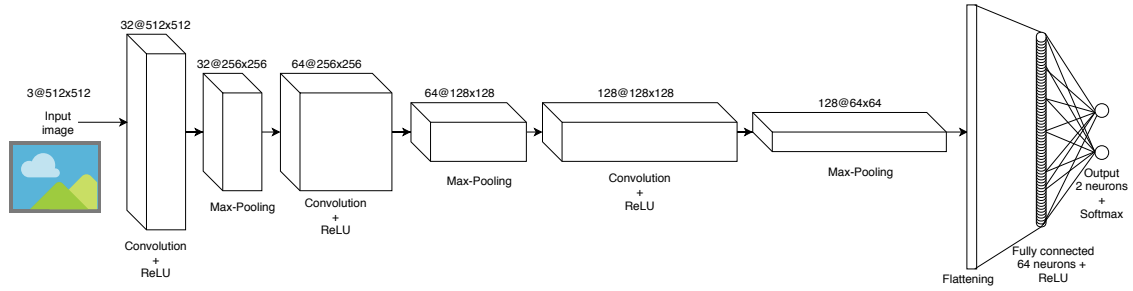 3@512x512
Input
image
32@512x512
Convolution
+
ReLU
32@256x256
Max-Pooling
64@256x256
Convolution
+
ReLU
64@128x128
Max-Pooling
128@128x128
Convolution
+
ReLU
128@64x64
Max-Pooling
Flattening
Fully connected
64 neurons +
ReLU
Output
2 neurons
+
Softmax